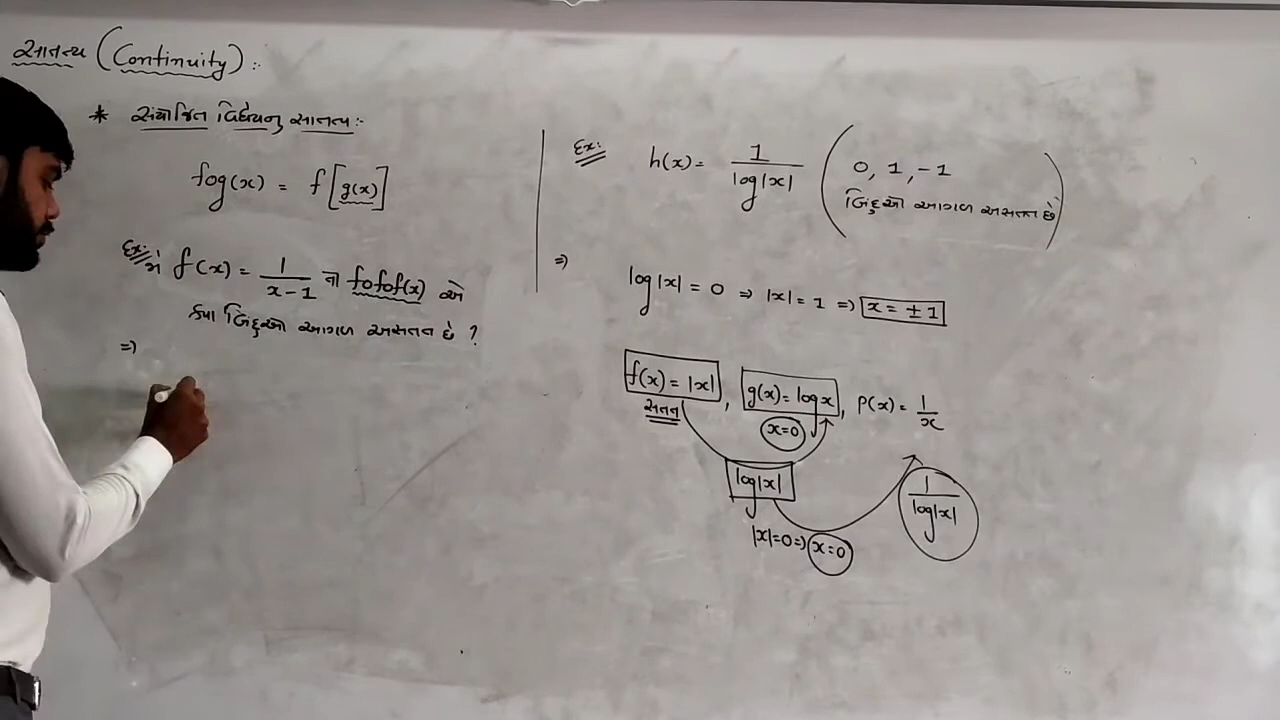 સાતત્ય (Continuity) :-
* સંયોજિત વિધેયનુ સાતત્ય :-
fog(x) = f[g(x)]
Ex:- જો f(x) = 1/(x-1) તો fofof(x) એ
કયા બિંદુઓ આગળ અસતત છે ?
⇒
Ex:- h(x) = 1/log|x| (0, 1, -1
બિંદુઓ આગળ અસતત છે)
⇒
log|x| = 0 ⇒ |x| = 1 ⇒ x = ±1
f(x) = |x| , g(x) = log x , P(x) = 1/x
સતત
x=0
log|x|
1/log|x|
|x|=0 ⇒ x=0